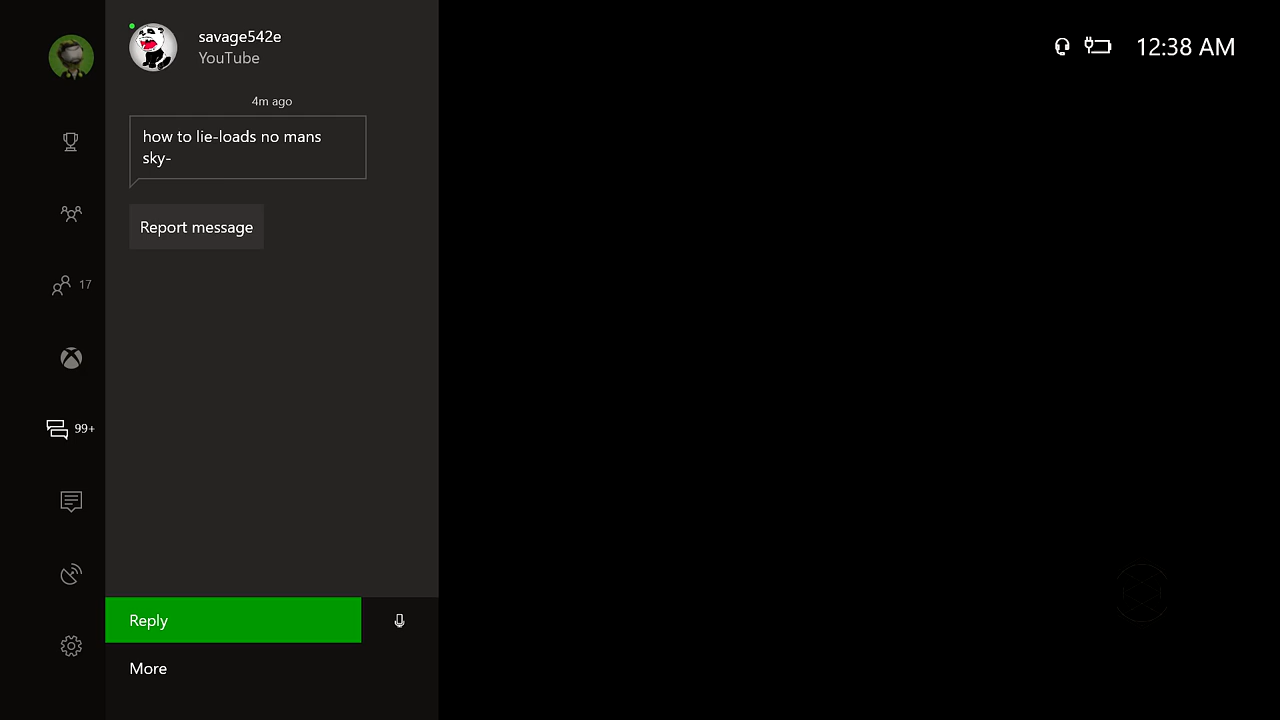 savage542e
YouTube
12:38 AM
4m ago
how to lie-loads no mans
sky-
Report message
17
99+
Reply
More